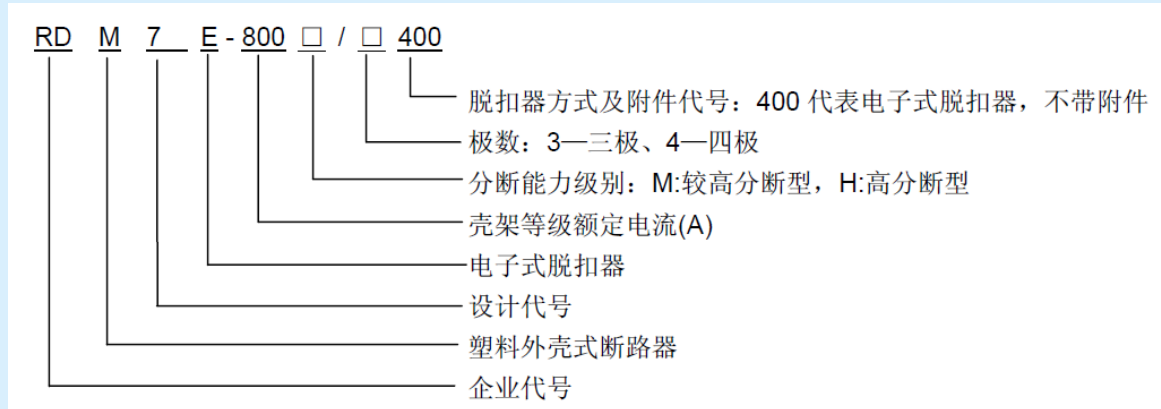 RD M 7 E - 800 □ / □ 400
脱扣器方式及附件代号：400 代表电子式脱扣器，不带附件
极数：3—三极、4—四极
分断能力级别：M:较高分断型，H:高分断型
壳架等级额定电流(A)
电子式脱扣器
设计代号
塑料外壳式断路器
企业代号